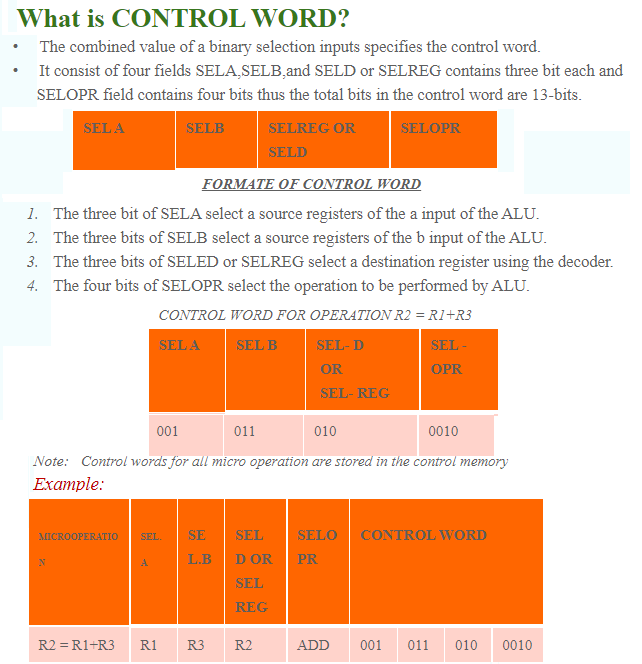 What is CONTROL WORD?
• The combined value of a binary selection inputs specifies the control word.
• It consist of four fields SELA,SELB,and SELD or SELREG contains three bit each and
SELOPR field contains four bits thus the total bits in the control word are 13-bits.
SEL A SELB SELREG OR SELOPR
SELD
FORMATE OF CONTROL WORD
1. The three bit of SELA select a source registers of the a input of the ALU.
2. The three bits of SELB select a source registers of the b input of the ALU.
3. The three bits of SELED or SELREG select a destination register using the decoder.
4. The four bits of SELOPR select the operation to be performed by ALU.
CONTROL WORD FOR OPERATION R2 = R1+R3
SEL A SEL B SEL- D SEL -
OR OPR
SEL- REG
001 011 010 0010
Note: Control words for all micro operation are stored in the control memory
Example:
MICROOPERATIO SEL. SE SEL SELO CONTROL WORD
N A L.B D OR PR
SEL
REG
R2 = R1+R3 R1 R3 R2 ADD 001 011 010 0010